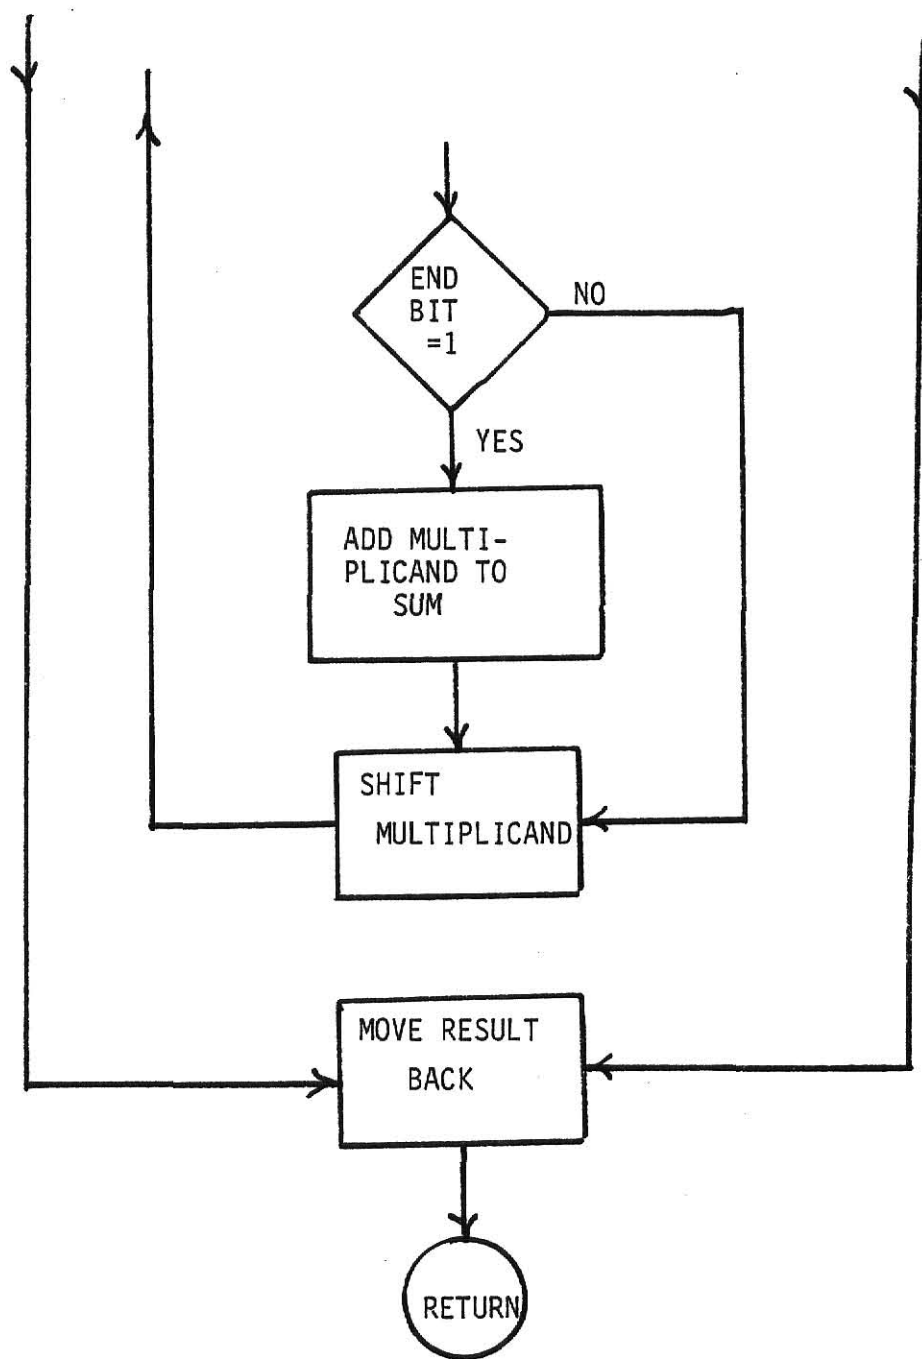 END
BIT
=1
NO
YES
ADD MULTI-
PLICAND TO
SUM
SHIFT
MULTIPLICAND
MOVE RESULT
BACK
RETURN